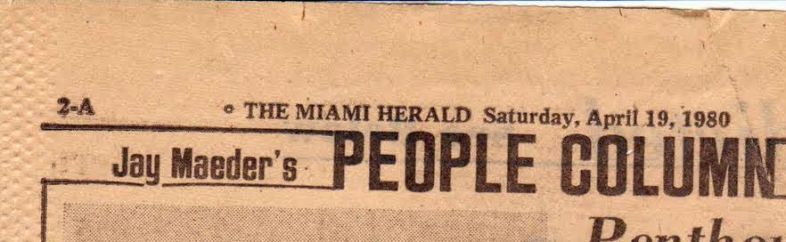 2-A
THE MIAMI HERALD Saturday, April 19, 1980
Jay Maeder's PEOPLE COLUMN